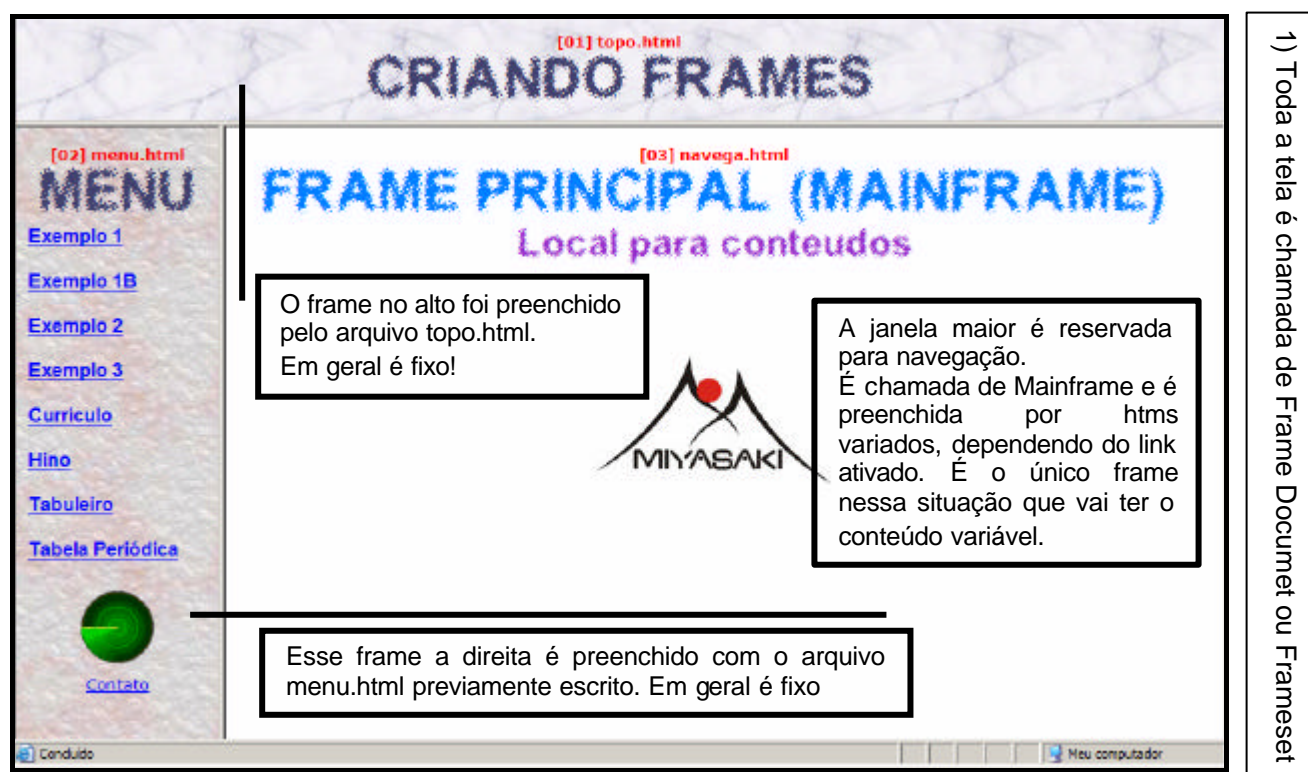 [01] topo.html
CRIANDO FRAMES
[02] menu.html
MENU
Exemplo 1
Exemplo 1B
Exemplo 2
Exemplo 3
Curriculo
Hino
Tabuleiro
Tabela Periódica
Contato
[03] navega.html
FRAME PRINCIPAL (MAINFRAME)
Local para conteudos
O frame no alto foi preenchido
pelo arquivo topo.html.
Em geral é fixo!
MIYASAKI
A janela maior é reservada
para navegação.
É chamada de Mainframe e é
preenchida por htms
variados, dependendo do link
ativado. É o único frame
nessa situação que vai ter o
conteúdo variável.
Esse frame a direita é preenchido com o arquivo
menu.html previamente escrito. Em geral é fixo
Concluído
Meu computador
1) Toda a tela é chamada de Frame Documet ou Frameset